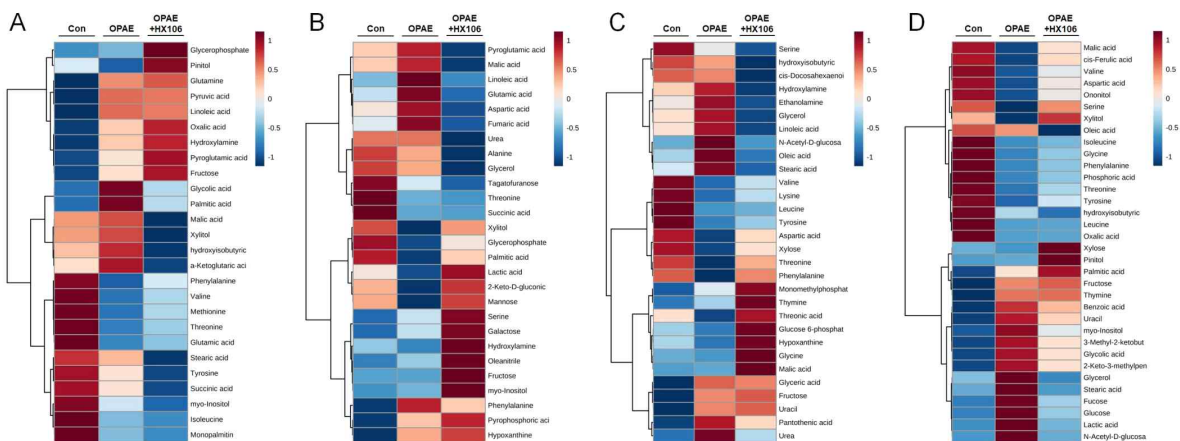 A
Con
OPAE
OPAE
+HX106
Glycerophosphate
Pinitol
Glutamine
Pyruvic acid
Linoleic acid
Oxalic acid
Hydroxylamine
Pyroglutamic acid
Fructose
Glycolic acid
Palmitic acid
Malic acid
Xylitol
hydroxyisobutyric
a-Ketoglutaric aci
Phenylalanine
Valine
Methionine
Threonine
Glutamic acid
Stearic acid
Tyrosine
Succinic acid
myo-Inositol
Isoleucine
Monopalmitin
1
0.5
0
-0.5
-1
B
Con
OPAE
OPAE
+HX106
Pyroglutamic acid
Malic acid
Linoleic acid
Glutamic acid
Aspartic acid
Fumaric acid
Urea
Alanine
Glycerol
Tagatofuranose
Threonine
Succinic acid
Xylitol
Glycerophosphate
Palmitic acid
Lactic acid
2-Keto-D-gluconic
Mannose
Serine
Galactose
Hydroxylamine
Oleanitrile
Fructose
myo-Inositol
Phenylalanine
Pyrophosphoric aci
Hypoxanthine
1
0.5
0
-0.5
-1
C
Con
OPAE
OPAE
+HX106
Serine
hydroxyisobutyric
cis-Docosahexaenoi
Hydroxylamine
Ethanolamine
Glycerol
Linoleic acid
N-Acetyl-D-glucosa
Oleic acid
Stearic acid
Valine
Lysine
Leucine
Tyrosine
Aspartic acid
Xylose
Threonine
Phenylalanine
Monomethylphosphat
Thymine
Threonic acid
Glucose 6-phosphat
Hypoxanthine
Glycine
Malic acid
Glyceric acid
Fructose
Uracil
Pantothenic acid
Urea
1
0.5
0
-0.5
-1
D
Con
OPAE
OPAE
+HX106
Malic acid
cis-Ferulic acid
Valine
Aspartic acid
Ononitol
Serine
Xylitol
Oleic acid
Isoleucine
Glycine
Phenylalanine
Phosphoric acid
Threonine
Tyrosine
hydroxyisobutyric
Leucine
Oxalic acid
Xylose
Pinitol
Palmitic acid
Fructose
Thymine
Benzoic acid
Uracil
myo-Inositol
3-Methyl-2-ketobut
Glycolic acid
2-Keto-3-methylpen
Glycerol
Stearic acid
Fucose
Glucose
Lactic acid
N-Acetyl-D-glucosa
1
0.5
0
-0.5
-1